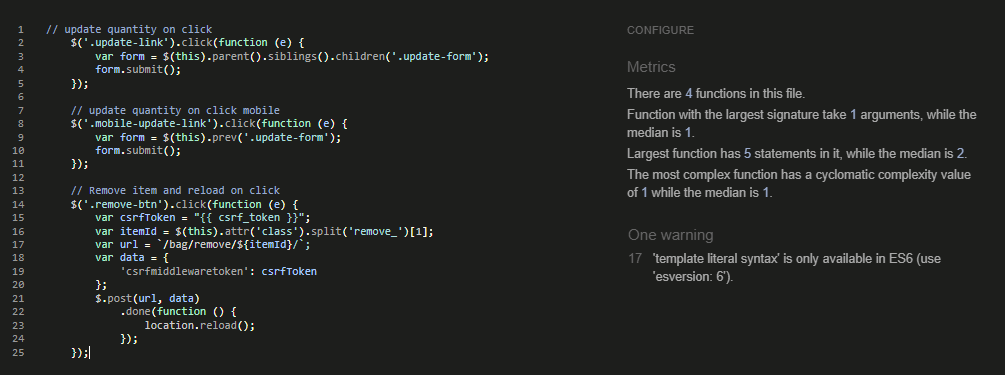 1 // update quantity on click
2 $('.update-link').click(function (e) {
3 var form = $(this).parent().siblings().children('.update-form');
4 form.submit();
5 });
6
7 // update quantity on click mobile
8 $('.mobile-update-link').click(function (e) {
9 var form = $(this).prev('.update-form');
10 form.submit();
11 });
12
13 // Remove item and reload on click
14 $('.remove-btn').click(function (e) {
15 var csrfToken = "{{ csrf_token }}";
16 var itemId = $(this).attr('class').split('remove_')[1];
17 var url = `/bag/remove/${itemId}/`;
18 var data = {
19 'csrfmiddlewaretoken': csrfToken
20 };
21 $.post(url, data)
22 .done(function () {
23 location.reload();
24 });
25 });
CONFIGURE
Metrics
There are 4 functions in this file.
Function with the largest signature take 1 arguments, while the
median is 1.
Largest function has 5 statements in it, while the median is 2.
The most complex function has a cyclomatic complexity value
of 1 while the median is 1.
One warning
17 'template literal syntax' is only available in ES6 (use
'esversion: 6').